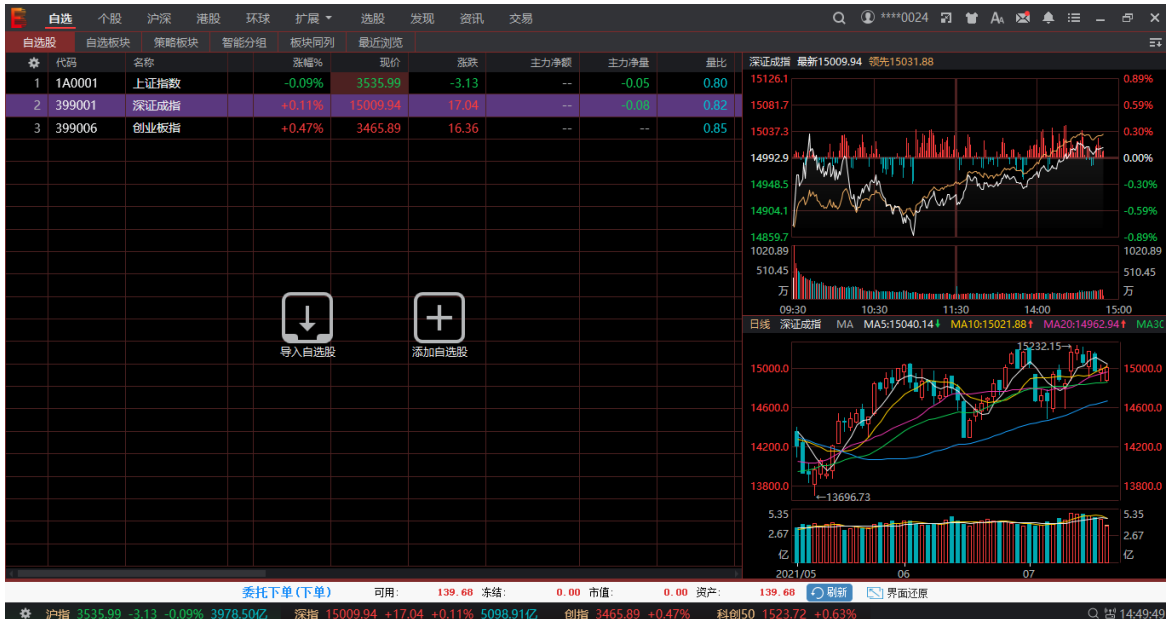 自选 个股 沪深 港股 环球 扩展 选股 发现 资讯 交易 ****0024
自选股 自选板块 策略板块 智能分组 板块同列 最近浏览
代码 名称 涨幅% 现价 涨跌 主力净额 主力净量 量比
1 1A0001 上证指数 -0.09% 3535.99 -3.13 -- -0.05 0.80
2 399001 深证成指 +0.11% 15009.94 17.04 -- -0.08 0.82
3 399006 创业板指 +0.47% 3465.89 16.36 -- -- 0.85
导入自选股 添加自选股
深证成指 最新15009.94 领先15031.88
15126.1 0.89%
15081.7 0.59%
15037.3 0.30%
14992.9 0.00%
14948.5 -0.30%
14904.1 -0.59%
14859.7 -0.89%
1020.89 1020.89
510.45 510.45
万 万
09:30 10:30 11:30 14:00 15:00
日线 深证成指 MA MA5:15040.14↓ MA10:15021.88↑ MA20:14962.94↑ MA3
15232.15→
15000.0 15000.0
14600.0 14600.0
14200.0 14200.0
13800.0 13800.0
←13696.73
5.35 5.35
2.67 2.67
亿 亿
2021/05 06 07
委托下单(下单) 可用: 139.68 冻结: 0.00 市值: 0.00 资产: 139.68 刷新 界面还原
沪指 3535.99 -3.13 -0.09% 3978.50亿 深指 15009.94 +17.04 +0.11% 5098.91亿 创指 3465.89 +0.47% 科创50 1523.72 +0.63% 14:49:49